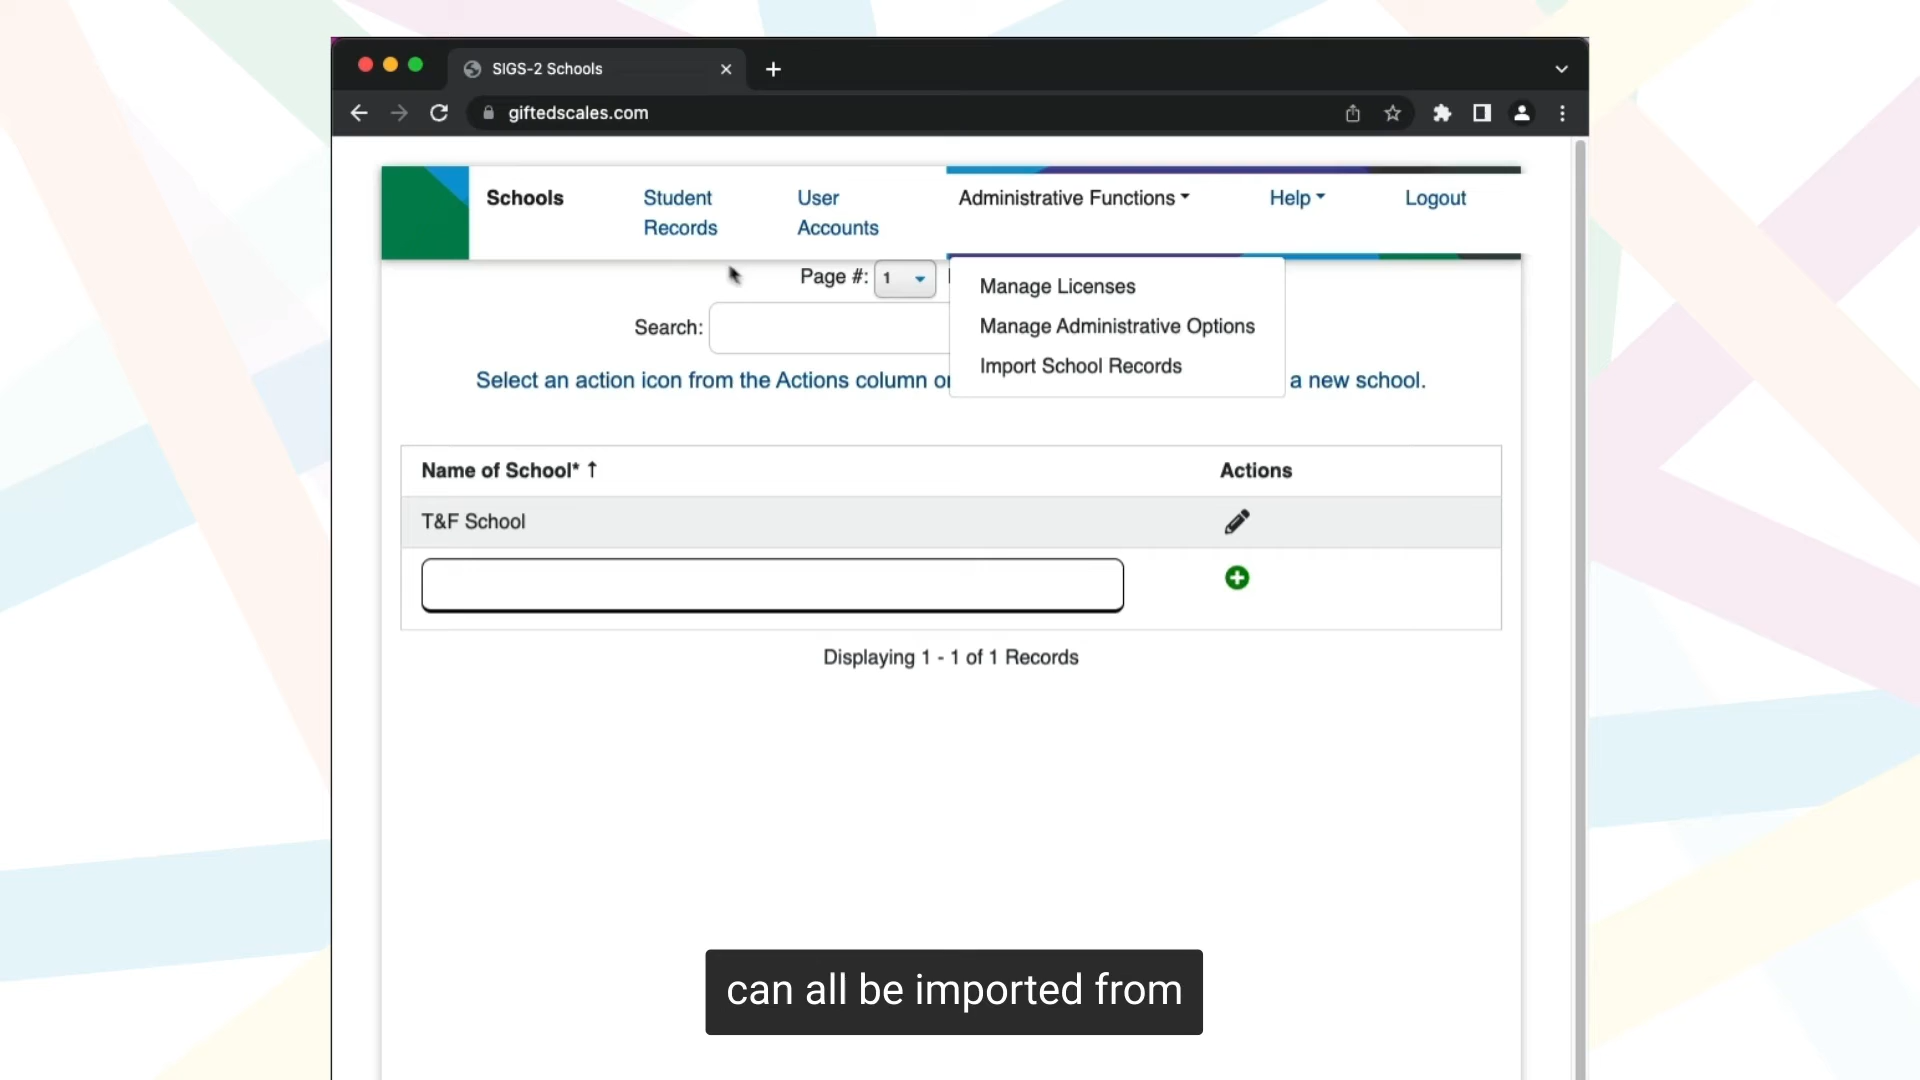 SIGS-2 Schools
giftedscales.com
Schools
Student
Records
User
Accounts
Administrative Functions
Help
Logout
Page #: 1
Manage Licenses
Manage Administrative Options
Import School Records
Search:
Select an action icon from the Actions column
a new school.
Name of School* ↑
Actions
T&F School
Displaying 1 - 1 of 1 Records
can all be imported from